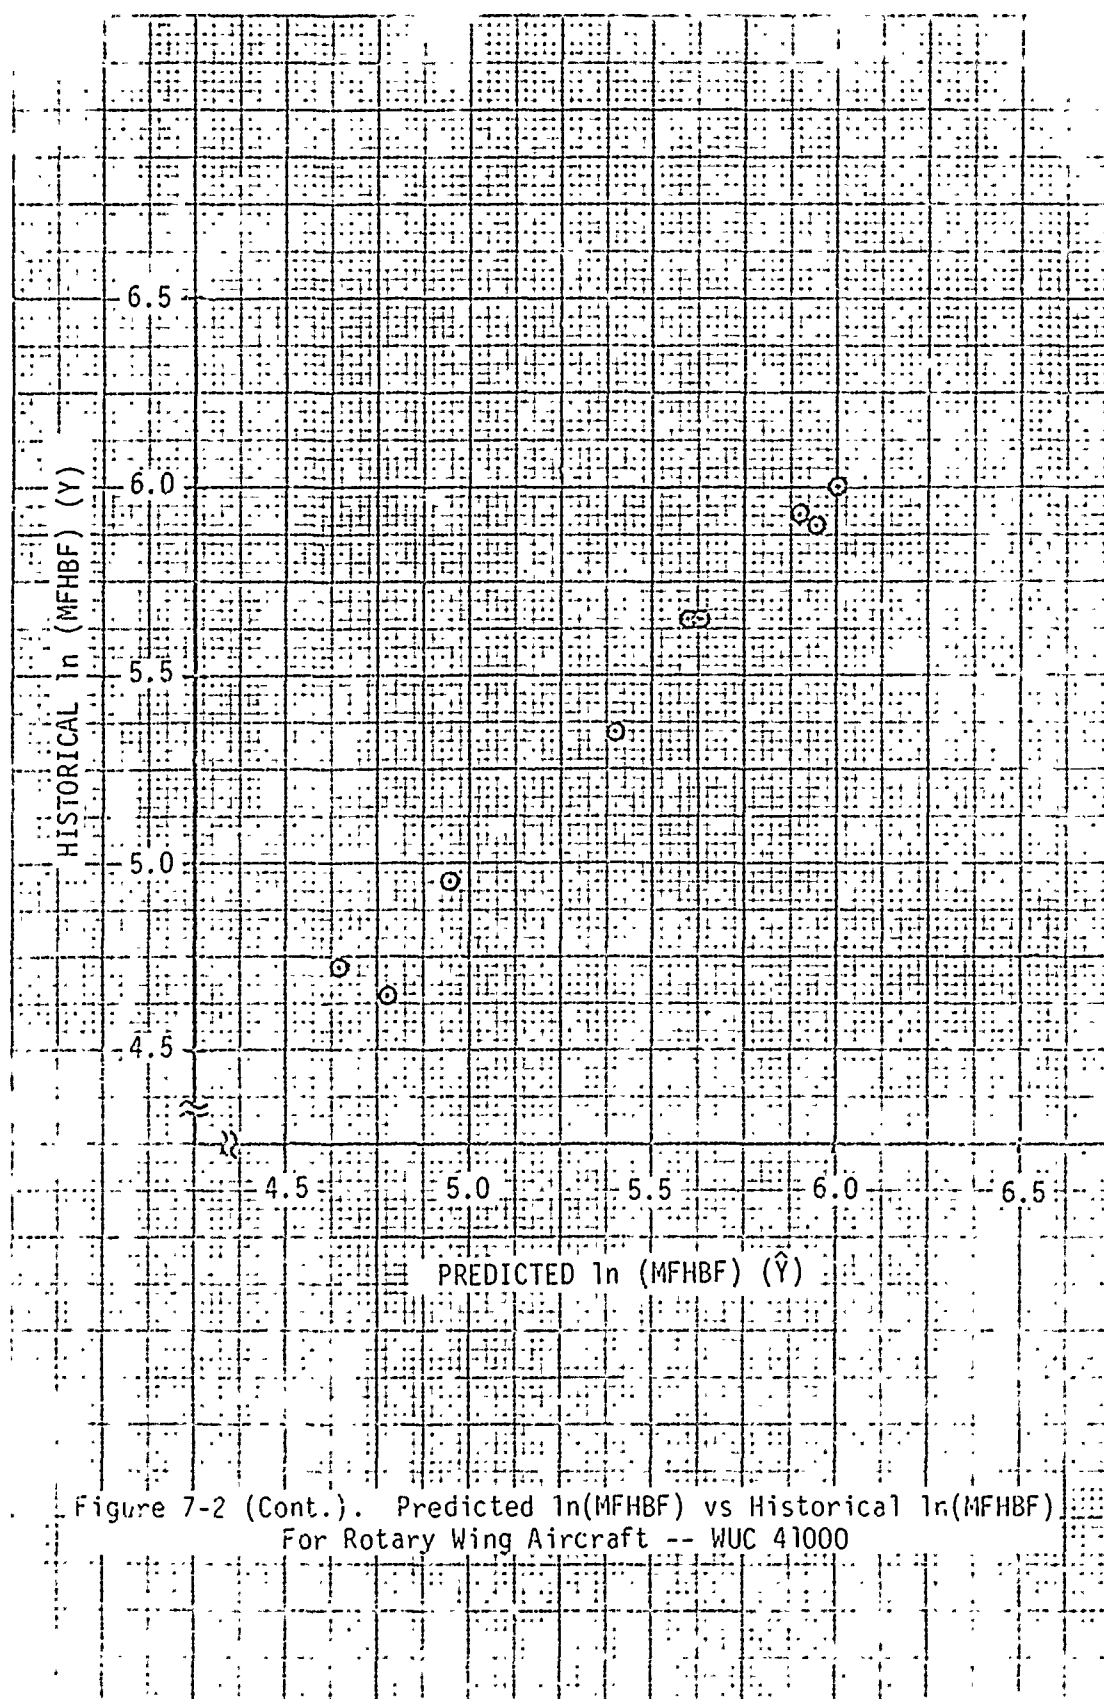 6.5
6.0
5.5
5.0
4.5
HISTORICAL ln (MFHBF) (Y)
4.5 5.0 5.5 6.0 6.5
PREDICTED ln (MFHBF) (Ŷ)
Figure 7-2 (Cont.). Predicted ln(MFHBF) vs Historical ln(MFHBF)
For Rotary Wing Aircraft -- WUC 41000